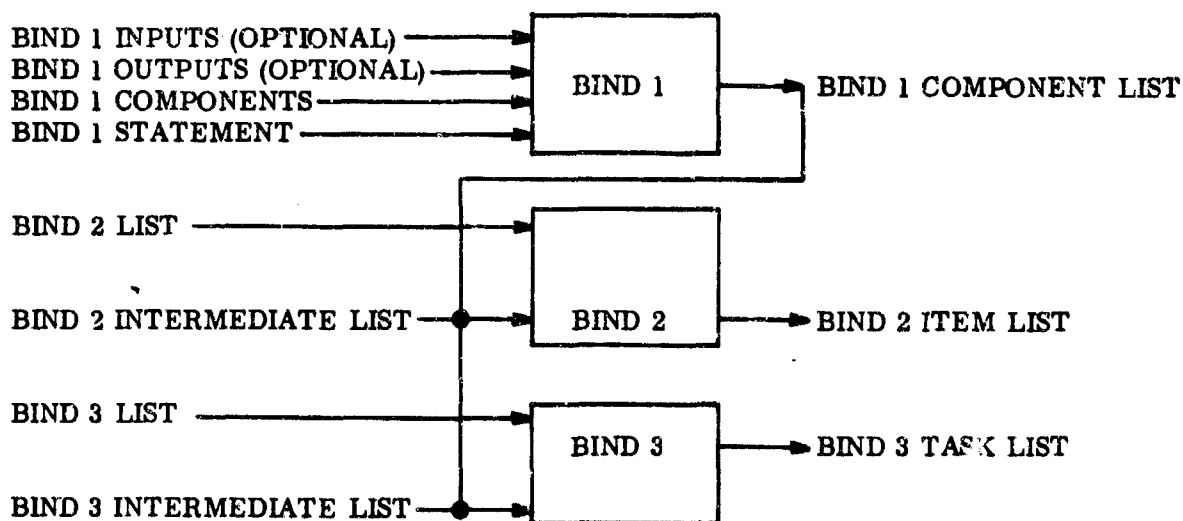 BIND 1 INPUTS (OPTIONAL)
BIND 1 OUTPUTS (OPTIONAL)
BIND 1 COMPONENTS
BIND 1 STATEMENT
BIND 1
BIND 1 COMPONENT LIST
BIND 2 LIST
BIND 2 INTERMEDIATE LIST
BIND 2
BIND 2 ITEM LIST
BIND 3 LIST
BIND 3
BIND 3 TASK LIST
BIND 3 INTERMEDIATE LIST